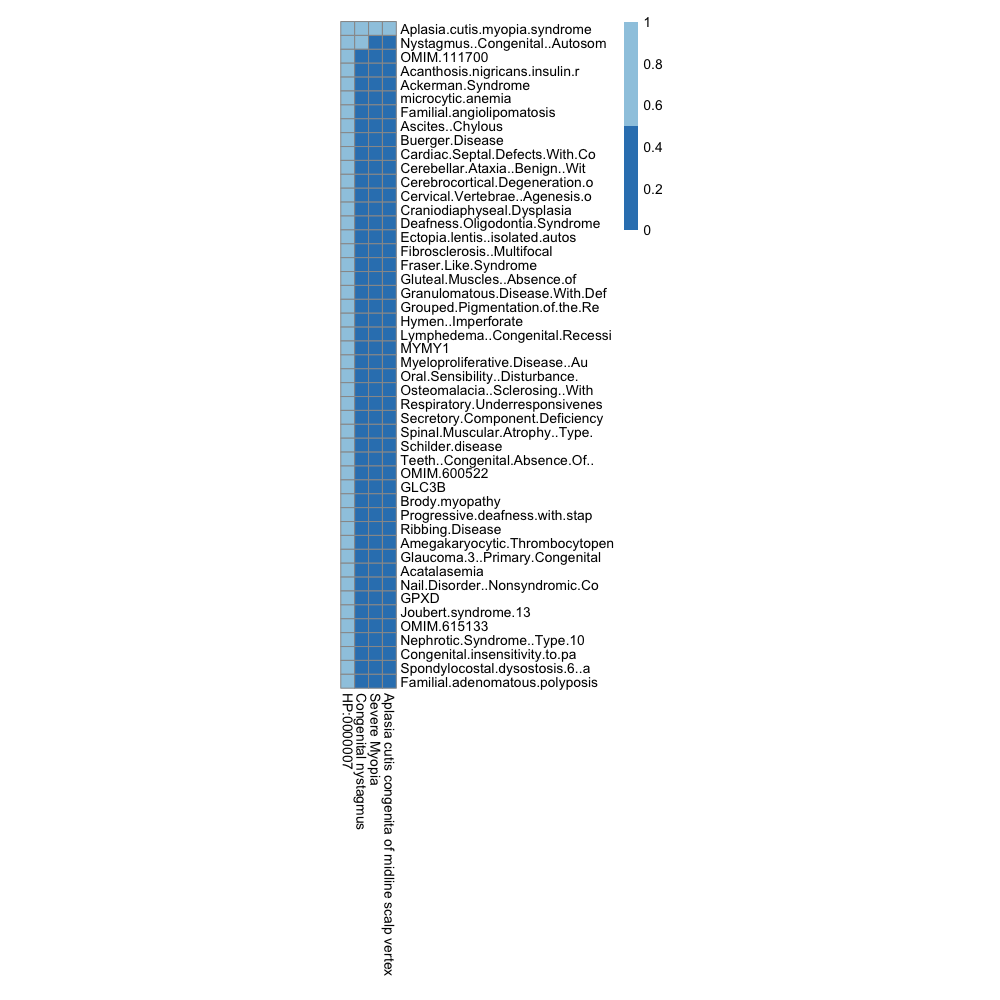 Aplasia.cutis.myopia.syndrome
Nystagmus..Congenital..Autosom
OMIM.111700
Acanthosis.nigricans.insulin.r
Ackerman.Syndrome
microcytic.anemia
Familial.angiolipomatosis
Ascites..Chylous
Buerger.Disease
Cardiac.Septal.Defects.With.Co
Cerebellar.Ataxia..Benign..Wit
Cerebrocortical.Degeneration.o
Cervical.Vertebrae..Agenesis.o
Craniodiaphyseal.Dysplasia
Deafness.Oligodontia.Syndrome
Ectopia.lentis..isolated.autos
Fibrosclerosis..Multifocal
Fraser.Like.Syndrome
Gluteal.Muscles..Absence.of
Granulomatous.Disease.With.Def
Grouped.Pigmentation.of.the.Re
Hymen..Imperforate
Lymphedema..Congenital.Recessi
MYMY1
Myeloproliferative.Disease..Au
Oral.Sensibility..Disturbance.
Osteomalacia..Sclerosing..With
Respiratory.Underresponsivenes
Secretory.Component.Deficiency
Spinal.Muscular.Atrophy..Type.
Schilder.disease
Teeth..Congenital.Absence.Of..
OMIM.600522
GLC3B
Brody.myopathy
Progressive.deafness.with.stap
Ribbing.Disease
Amegakaryocytic.Thrombocytopen
Glaucoma.3..Primary.Congenital
Acatalasemia
Nail.Disorder..Nonsyndromic.Co
GPXD
Joubert.syndrome.13
OMIM.615133
Nephrotic.Syndrome..Type.10
Congenital.insensitivity.to.pa
Spondylocostal.dysostosis.6..a
Familial.adenomatous.polyposis
1
0.8
0.6
0.4
0.2
0
HP:0000007
Congenital nystagmus
Severe Myopia
Aplasia cutis congenita of midline scalp vertex